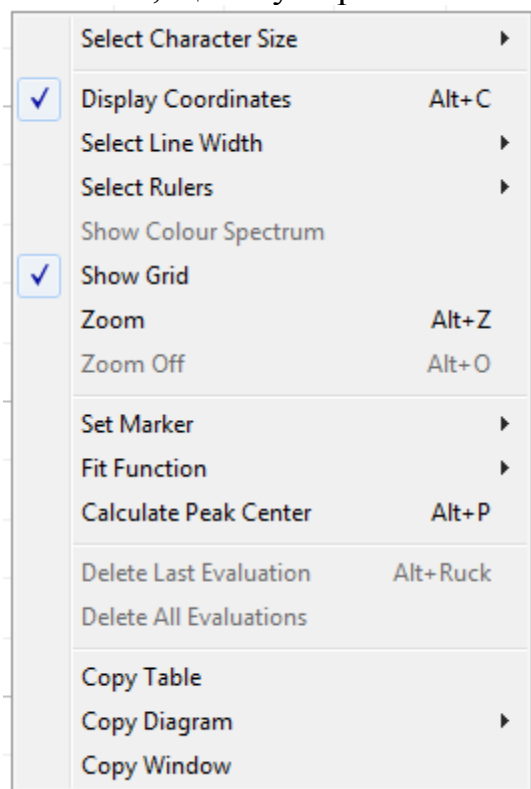 Select Character Size
Display Coordinates Alt+C
Select Line Width
Select Rulers
Show Colour Spectrum
Show Grid
Zoom Alt+Z
Zoom Off Alt+O
Set Marker
Fit Function
Calculate Peak Center Alt+P
Delete Last Evaluation Alt+Ruck
Delete All Evaluations
Copy Table
Copy Diagram
Copy Window